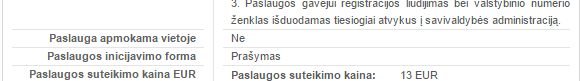 3. Paslaugos gavėjui registracijos liudijimas bei valstybinio numerio
ženklas išduodamas tiesiogiai atvykus į savivaldybės administraciją.
Paslauga apmokama vietoje Ne
Paslaugos inicijavimo forma Prašymas
Paslaugos suteikimo kaina EUR Paslaugos suteikimo kaina: 13 EUR